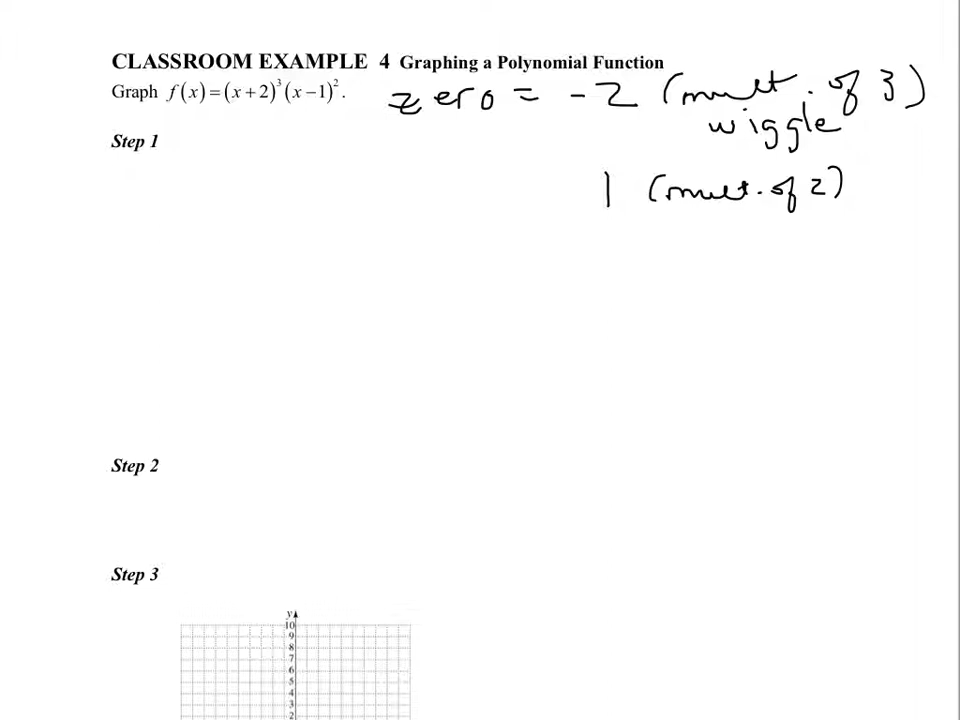 CLASSROOM EXAMPLE 4 Graphing a Polynomial Function
Graph f(x)=(x+2)³(x−1)².
zero = -2 (mult. of 3)
wiggle
Step 1
1 (mult. of 2)
Step 2
Step 3
y
10
9
8
7
6
5
4
3
2